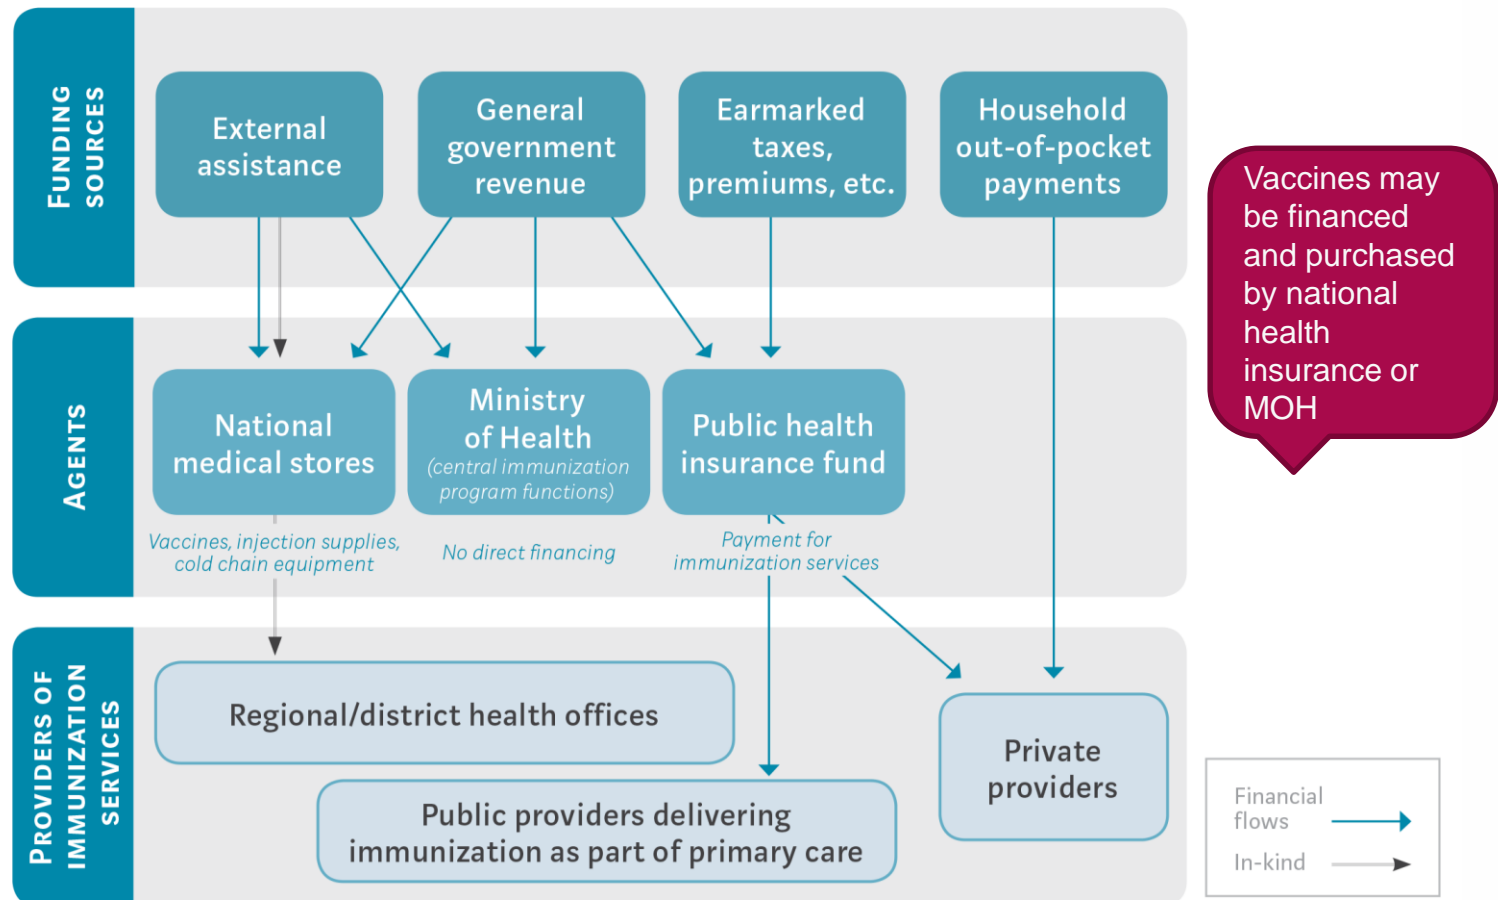 FUNDING
SOURCES
External
assistance
General
government
revenue
Earmarked
taxes,
premiums, etc.
Household
out-of-pocket
payments
Vaccines may
be financed
and purchased
by national
health
insurance or
MOH
AGENTS
National
medical stores
Ministry
of Health
(central immunization
program functions)
Public health
insurance fund
Vaccines, injection supplies,
cold chain equipment
No direct financing
Payment for
immunization services
PROVIDERS OF
IMMUNIZATION
SERVICES
Regional/district health offices
Public providers delivering
immunization as part of primary care
Private
providers
Financial
flows
In-kind